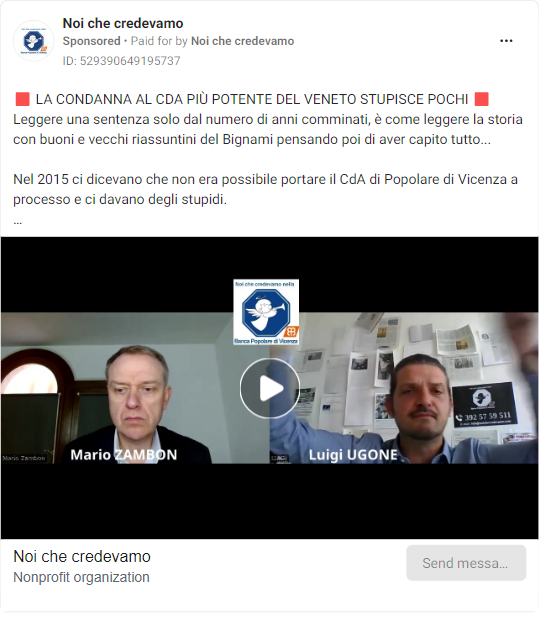 Noi che credevamo
Sponsored • Paid for by Noi che credevamo
ID: 529390649195737
🟥 LA CONDANNA AL CDA PIÙ POTENTE DEL VENETO STUPISCE POCHI 🟥
Leggere una sentenza solo dal numero di anni comminati, è come leggere la storia
con buoni e vecchi riassuntini del Bignami pensando poi di aver capito tutto...
Nel 2015 ci dicevano che non era possibile portare il CdA di Popolare di Vicenza a
processo e ci davano degli stupidi.
...
Noi che credevamo nella
Banca Popolare di Vicenza
Mario Zambon
Mario ZAMBON
Luigi UGONE
392 57 59 511
Noi che credevamo
Nonprofit organization
Send messa...